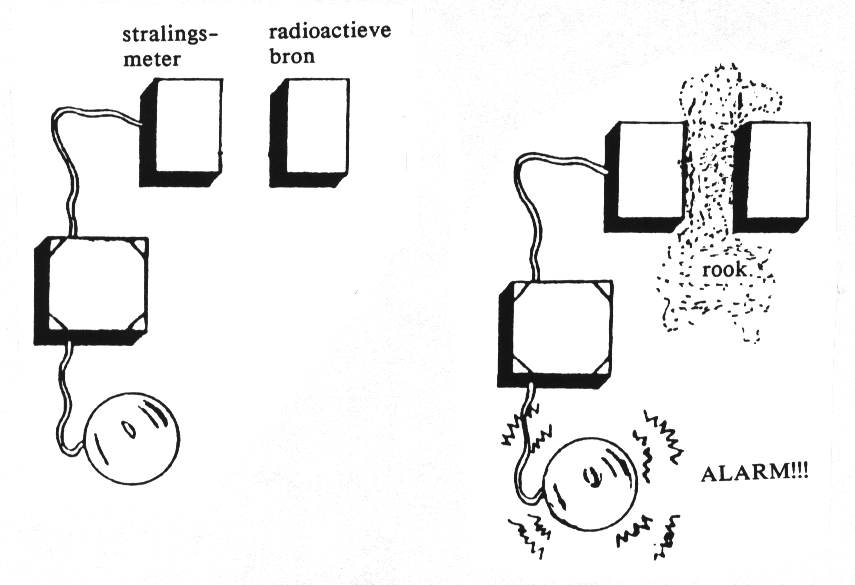 stralings-
meter
radioactieve
bron
rook.
ALARM!!!